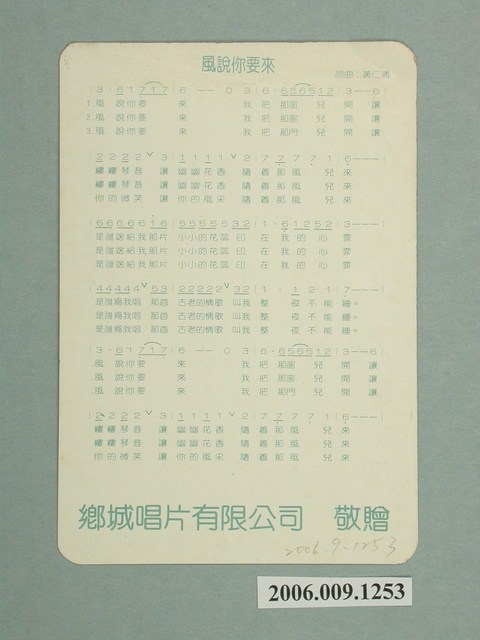 風說你要來
詞曲:黃仁清
3·6 1 7 1 7 6 — — 0 3 6·6 5 6 5 1 2 3 — — 6
1.風 說你要 來 我 把 那窗 兒 開 讓
2.風 說你要 來 我 把 那窗 兒 開 讓
3.風 說你要 來 我 把 那門 兒 開 讓
2 2 2 2 ˅ 3 1 1 1 1 ˅ 2 7 7 7 7 1 6 — — —
縷縷琴音 讓 幽幽花香 隨着那風 兒來
縷縷琴音 讓 幽幽花香 隨着那風 兒來
你的微笑 讓 你的風采 隨着那風 兒來
6 6 6 6 6 1 6 5 5 5 5 5 3 2 1·6 1 2 5 2 3 — — —
是誰送給我那片 小小的花蕊 印 在 我的 心 靈
是誰送給我那片 小小的花蕊 印 在 我的 心 靈
是誰送給我那片 小小的花蕊 印 在 我的 心 靈
4 4 4 4 4 ˅ 5 3 2 2 2 2 2 ˅ 3 2 1 · 1 2 1 7 — — —
是誰為我唱 那首 古老的情歌 叫我 整 夜不能睡。
是誰為我唱 那首 古老的情歌 叫我 整 夜不能睡。
是誰為我唱 那首 古老的情歌 叫我 整 夜不能睡。
3·6 1 7 1 7 6 — — 0 3 6·6 5 6 5 1 2 3 — — 6
風 說你要 來 我 把 那窗 兒 開 讓
風 說你要 來 我 把 那窗 兒 開 讓
風 說你要 來 我 把 那門 兒 開 讓
2 2 2 2 ˅ 3 1 1 1 1 ˅ 2 7 7 7 7 1 6 — — —
縷縷琴音 讓 幽幽花香 隨着那風 兒來
縷縷琴音 讓 幽幽花香 隨着那風 兒來
你的微笑 讓 你的風采 隨着那風 兒來
鄉城唱片有限公司 敬贈
2006.9.1253
2006.009.1253